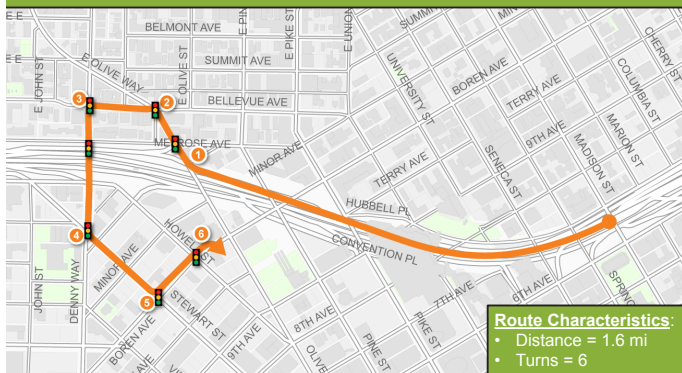 BELMONT AVE
SUMMIT AVE
BELLEVUE AVE
MELROSE AVE
E OLIVE WAY
E OLIVE ST
E JOHN ST
E PINE
E PIKE ST
E UNION
SUMMIT
MINOR AVE
UNIVERSITY ST
BOREN AVE
TERRY AVE
9TH AVE
CHERRY ST
COLUMBIA ST
MARION ST
MADISON ST
SENECA ST
TERRY AVE
HUBBELL PL
CONVENTION PL
3
2
1
4
5
6
HOWELL ST
MINOR AVE
STEWART ST
BOREN AVE
9TH AVE
8TH AVE
7TH AVE
6TH AVE
JOHN ST
DENNY WAY
OLIVE
PINE ST
PIKE ST
SPRING
Route Characteristics:
• Distance = 1.6 mi
• Turns = 6